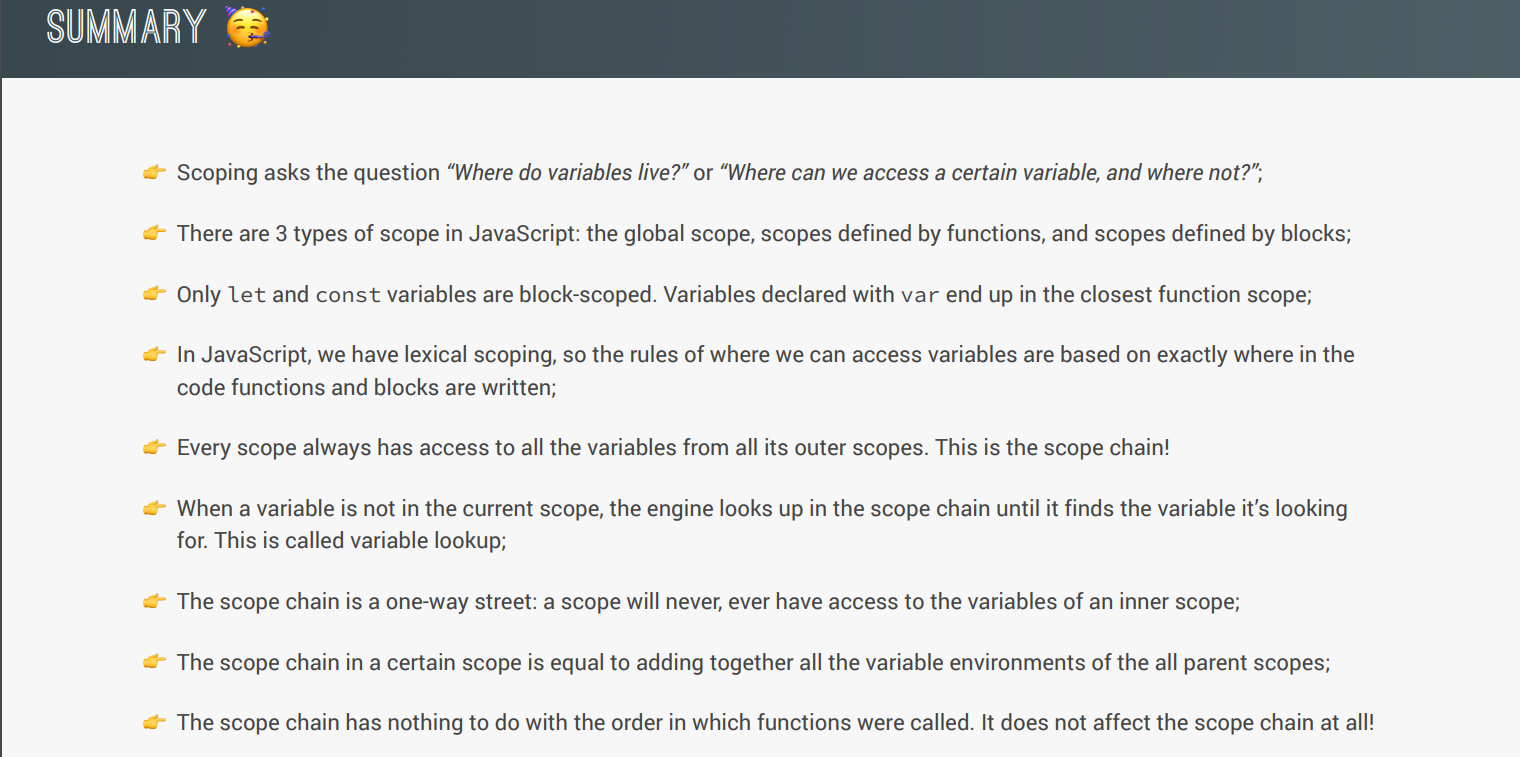 SUMMARY 🥳
👉 Scoping asks the question “Where do variables live?” or “Where can we access a certain variable, and where not?”;
👉 There are 3 types of scope in JavaScript: the global scope, scopes defined by functions, and scopes defined by blocks;
👉 Only let and const variables are block-scoped. Variables declared with var end up in the closest function scope;
👉 In JavaScript, we have lexical scoping, so the rules of where we can access variables are based on exactly where in the
code functions and blocks are written;
👉 Every scope always has access to all the variables from all its outer scopes. This is the scope chain!
👉 When a variable is not in the current scope, the engine looks up in the scope chain until it finds the variable it’s looking
for. This is called variable lookup;
👉 The scope chain is a one-way street: a scope will never, ever have access to the variables of an inner scope;
👉 The scope chain in a certain scope is equal to adding together all the variable environments of the all parent scopes;
👉 The scope chain has nothing to do with the order in which functions were called. It does not affect the scope chain at all!